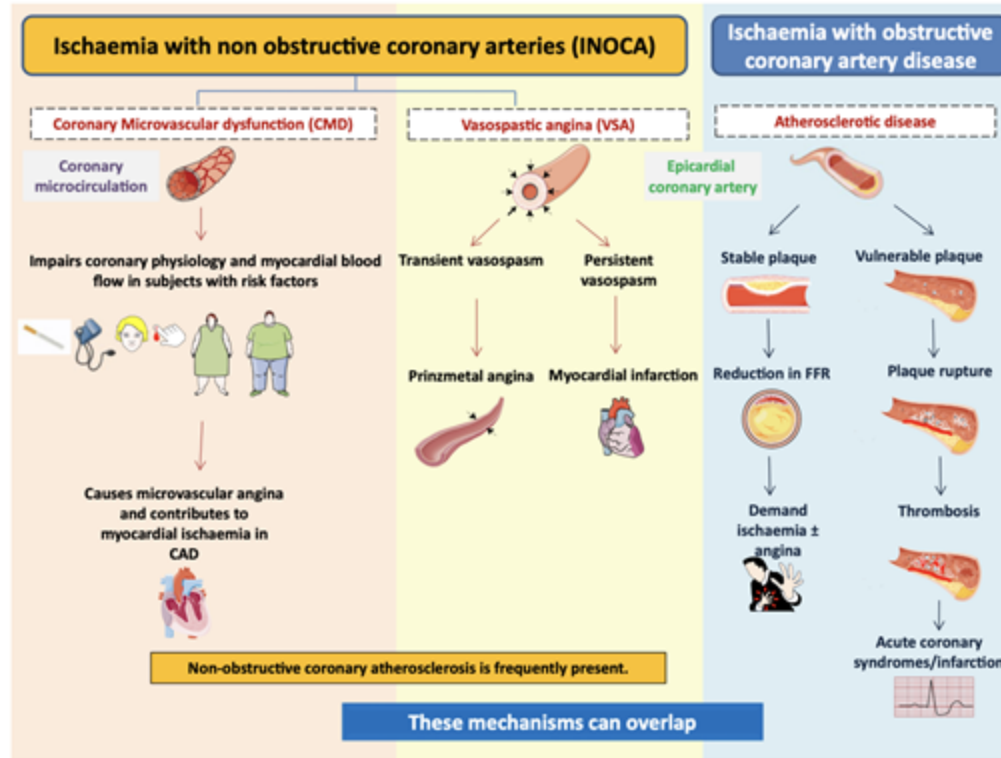 Ischaemia with non obstructive coronary arteries (INOCA)
Ischaemia with obstructive
coronary artery disease
Coronary Microvascular dysfunction (CMD)
Vasospastic angina (VSA)
Atherosclerotic disease
Coronary
microcirculation
Epicardial
coronary artery
Impairs coronary physiology and myocardial blood
flow in subjects with risk factors
Transient vasospasm
Persistent
vasospasm
Stable plaque
Vulnerable plaque
Prinzmetal angina
Myocardial infarction
Reduction in FFR
Plaque rupture
Causes microvascular angina
and contributes to
myocardial ischaemia in
CAD
Demand
ischaemia ±
angina
Thrombosis
Acute coronary
syndromes/infarction
Non-obstructive coronary atherosclerosis is frequently present.
These mechanisms can overlap